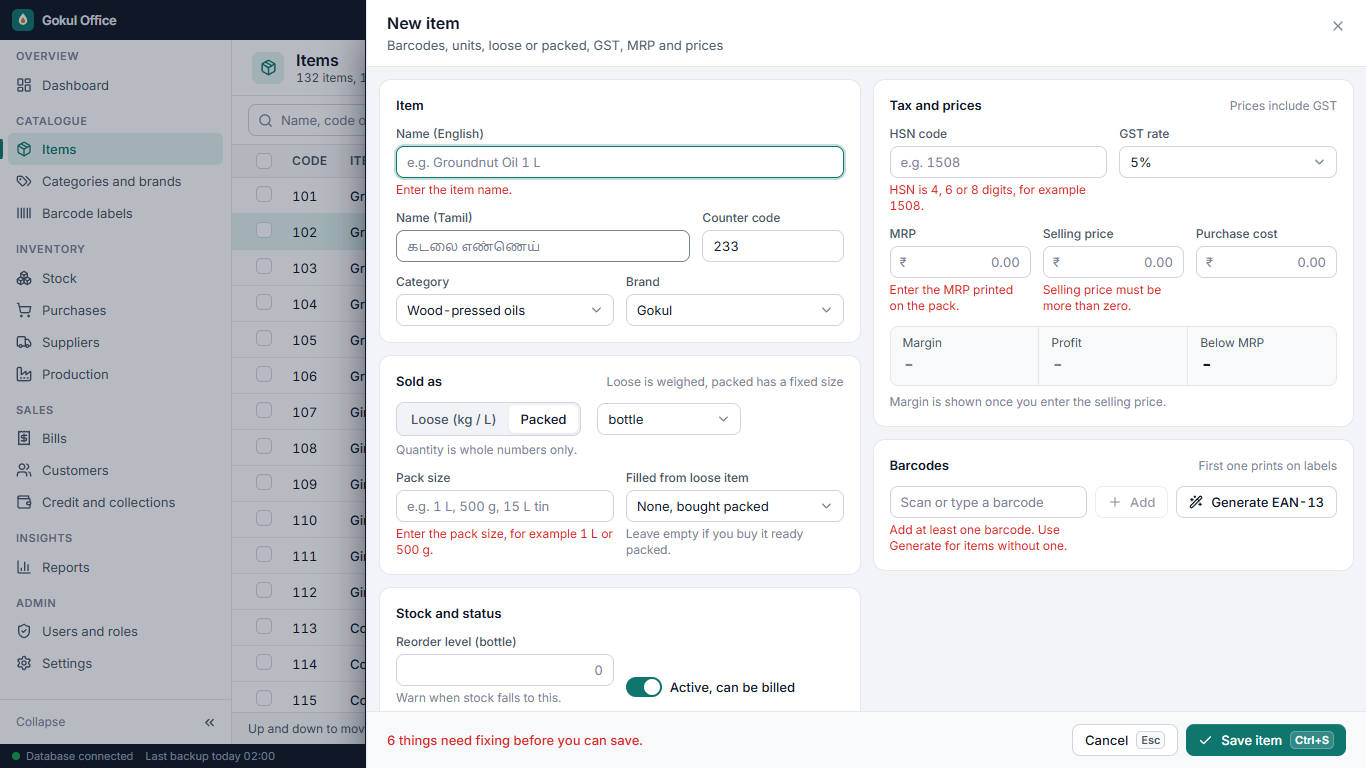 Gokul Office
OVERVIEW
Dashboard
CATALOGUE
Items
Categories and brands
Barcode labels
INVENTORY
Stock
Purchases
Suppliers
Production
SALES
Bills
Customers
Credit and collections
INSIGHTS
Reports
ADMIN
Users and roles
Settings
Collapse
Database connected Last backup today 02:00
Items
132 items, 1
Name, code o
CODE
101
102
103
104
105
106
107
108
109
110
111
112
113
114
115
Up and down to mov
New item
Barcodes, units, loose or packed, GST, MRP and prices
Item
Name (English)
e.g. Groundnut Oil 1 L
Enter the item name.
Name (Tamil) Counter code
கடலை எண்ணெய் 233
Category Brand
Wood-pressed oils Gokul
Sold as Loose is weighed, packed has a fixed size
Loose (kg / L) Packed bottle
Quantity is whole numbers only.
Pack size Filled from loose item
e.g. 1 L, 500 g, 15 L tin None, bought packed
Enter the pack size, for example 1 L or
500 g.
Leave empty if you buy it ready
packed.
Stock and status
Reorder level (bottle)
0
Active, can be billed
Warn when stock falls to this.
Tax and prices Prices include GST
HSN code GST rate
e.g. 1508 5%
HSN is 4, 6 or 8 digits, for example
1508.
MRP Selling price Purchase cost
₹ 0.00 ₹ 0.00 ₹ 0.00
Enter the MRP printed
on the pack.
Selling price must be
more than zero.
Margin Profit Below MRP
– – –
Margin is shown once you enter the selling price.
Barcodes First one prints on labels
Scan or type a barcode + Add Generate EAN-13
Add at least one barcode. Use
Generate for items without one.
6 things need fixing before you can save.
Cancel Esc Save item Ctrl+S